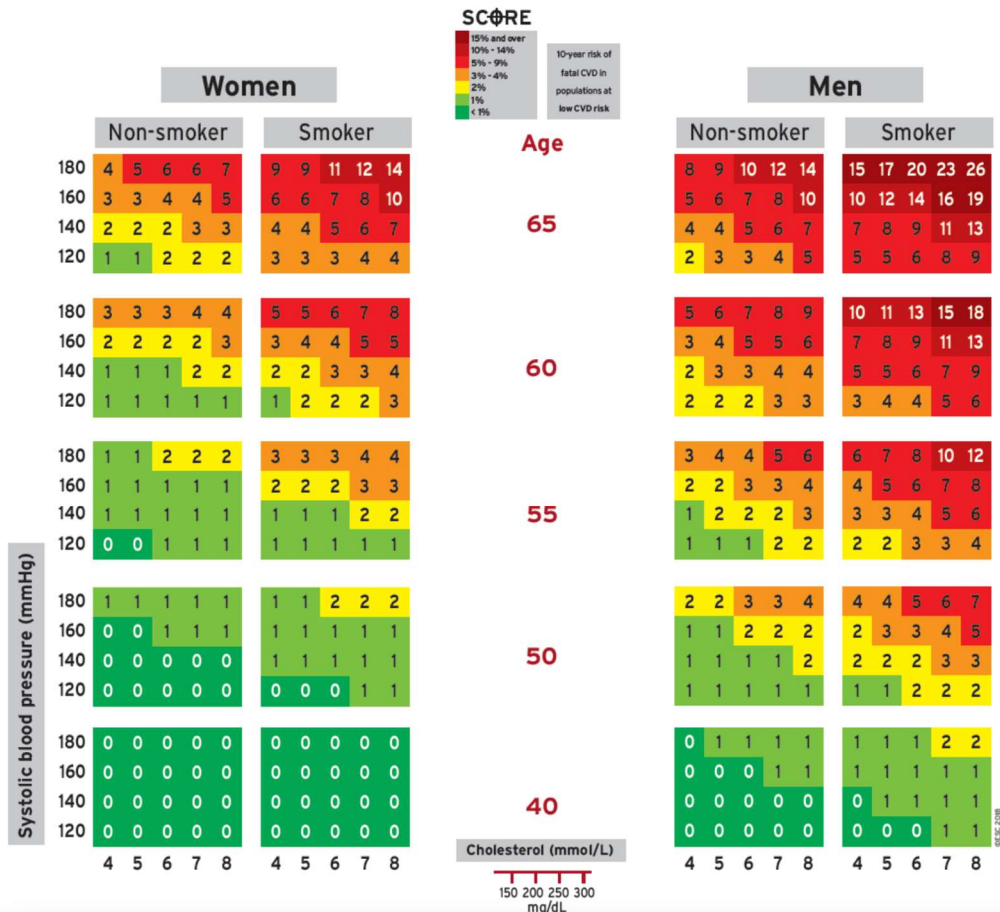 SCORE
15% and over
10% - 14%
5% - 9%
3% - 4%
2%
1%
< 1%
10-year risk of
fatal CVD in
populations at
low CVD risk
Women
Men
Non-smoker Smoker Age Non-smoker Smoker
180 4 5 6 6 7 9 9 11 12 14 8 9 10 12 14 15 17 20 23 26
160 3 3 4 4 5 6 6 7 8 10 5 6 7 8 10 10 12 14 16 19
65
140 2 2 2 3 3 4 4 5 6 7 4 4 5 6 7 7 8 9 11 13
120 1 1 2 2 2 3 3 3 4 4 2 3 3 4 5 5 5 6 8 9
180 3 3 3 4 4 5 5 6 7 8 5 6 7 8 9 10 11 13 15 18
160 2 2 2 2 3 3 4 4 5 5 3 4 5 5 6 7 8 9 11 13
60
140 1 1 1 2 2 2 2 3 3 4 2 3 3 4 4 5 5 6 7 9
120 1 1 1 1 1 1 2 2 2 3 2 2 2 3 3 3 4 4 5 6
180 1 1 2 2 2 3 3 3 4 4 3 4 4 5 6 6 7 8 10 12
160 1 1 1 1 1 2 2 2 3 3 2 2 3 3 4 4 5 6 7 8
55
140 1 1 1 1 1 1 1 1 2 2 1 2 2 2 3 3 3 4 5 6
120 0 0 1 1 1 1 1 1 1 1 1 1 1 2 2 2 2 3 3 4
180 1 1 1 1 1 1 1 2 2 2 2 2 3 3 4 4 4 5 6 7
160 0 0 1 1 1 1 1 1 1 1 1 1 2 2 2 2 3 3 4 5
50
140 0 0 0 0 0 1 1 1 1 1 1 1 1 1 2 2 2 2 3 3
120 0 0 0 0 0 0 0 0 1 1 1 1 1 1 1 1 1 2 2 2
180 0 0 0 0 0 0 0 0 0 0 0 1 1 1 1 1 1 1 2 2
160 0 0 0 0 0 0 0 0 0 0 0 0 0 1 1 1 1 1 1 1
40
140 0 0 0 0 0 0 0 0 0 0 0 0 0 0 0 0 1 1 1 1
120 0 0 0 0 0 0 0 0 0 0 0 0 0 0 0 0 0 0 1 1
4 5 6 7 8 4 5 6 7 8 4 5 6 7 8 4 5 6 7 8
Systolic blood pressure (mmHg)
Cholesterol (mmol/L)
150 200 250 300
mg/dL
©ESC 2018